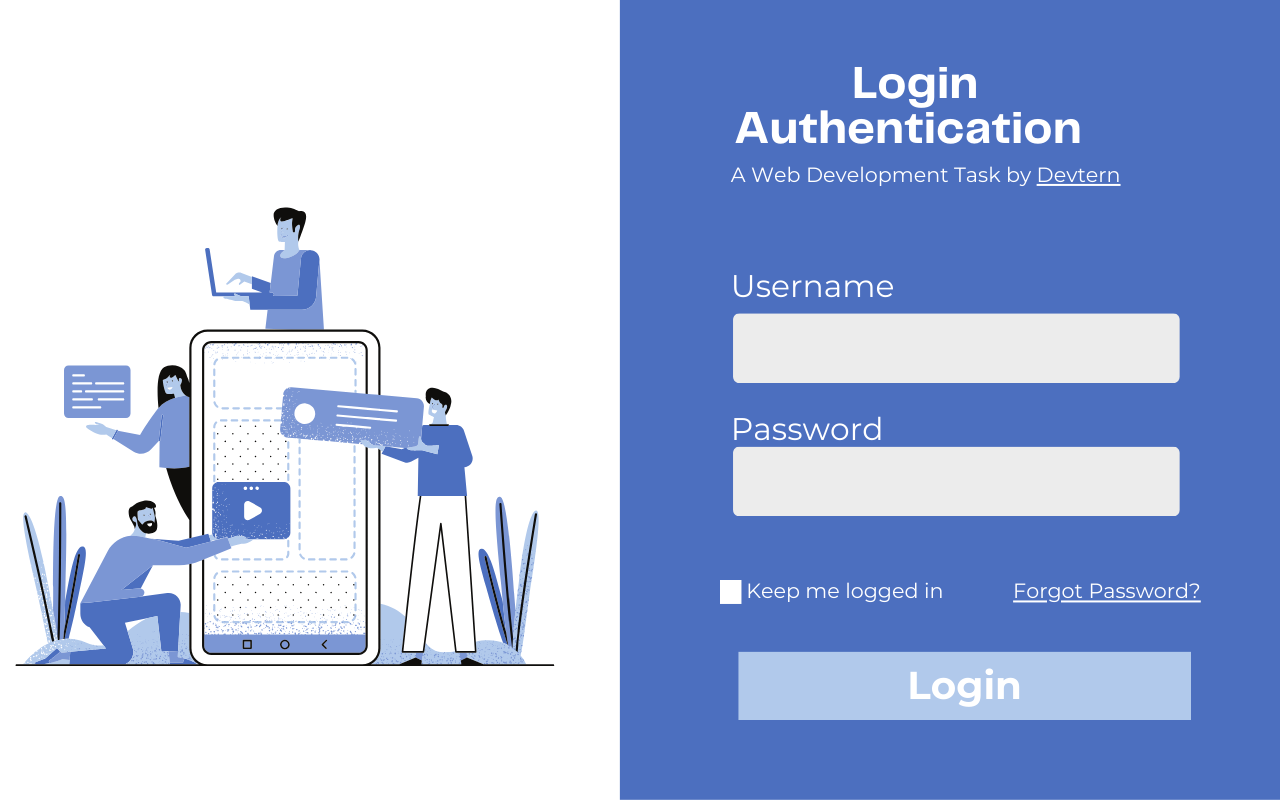 Login
Authentication
A Web Development Task by Devtern
Username
Password
Keep me logged in
Forgot Password?
Login